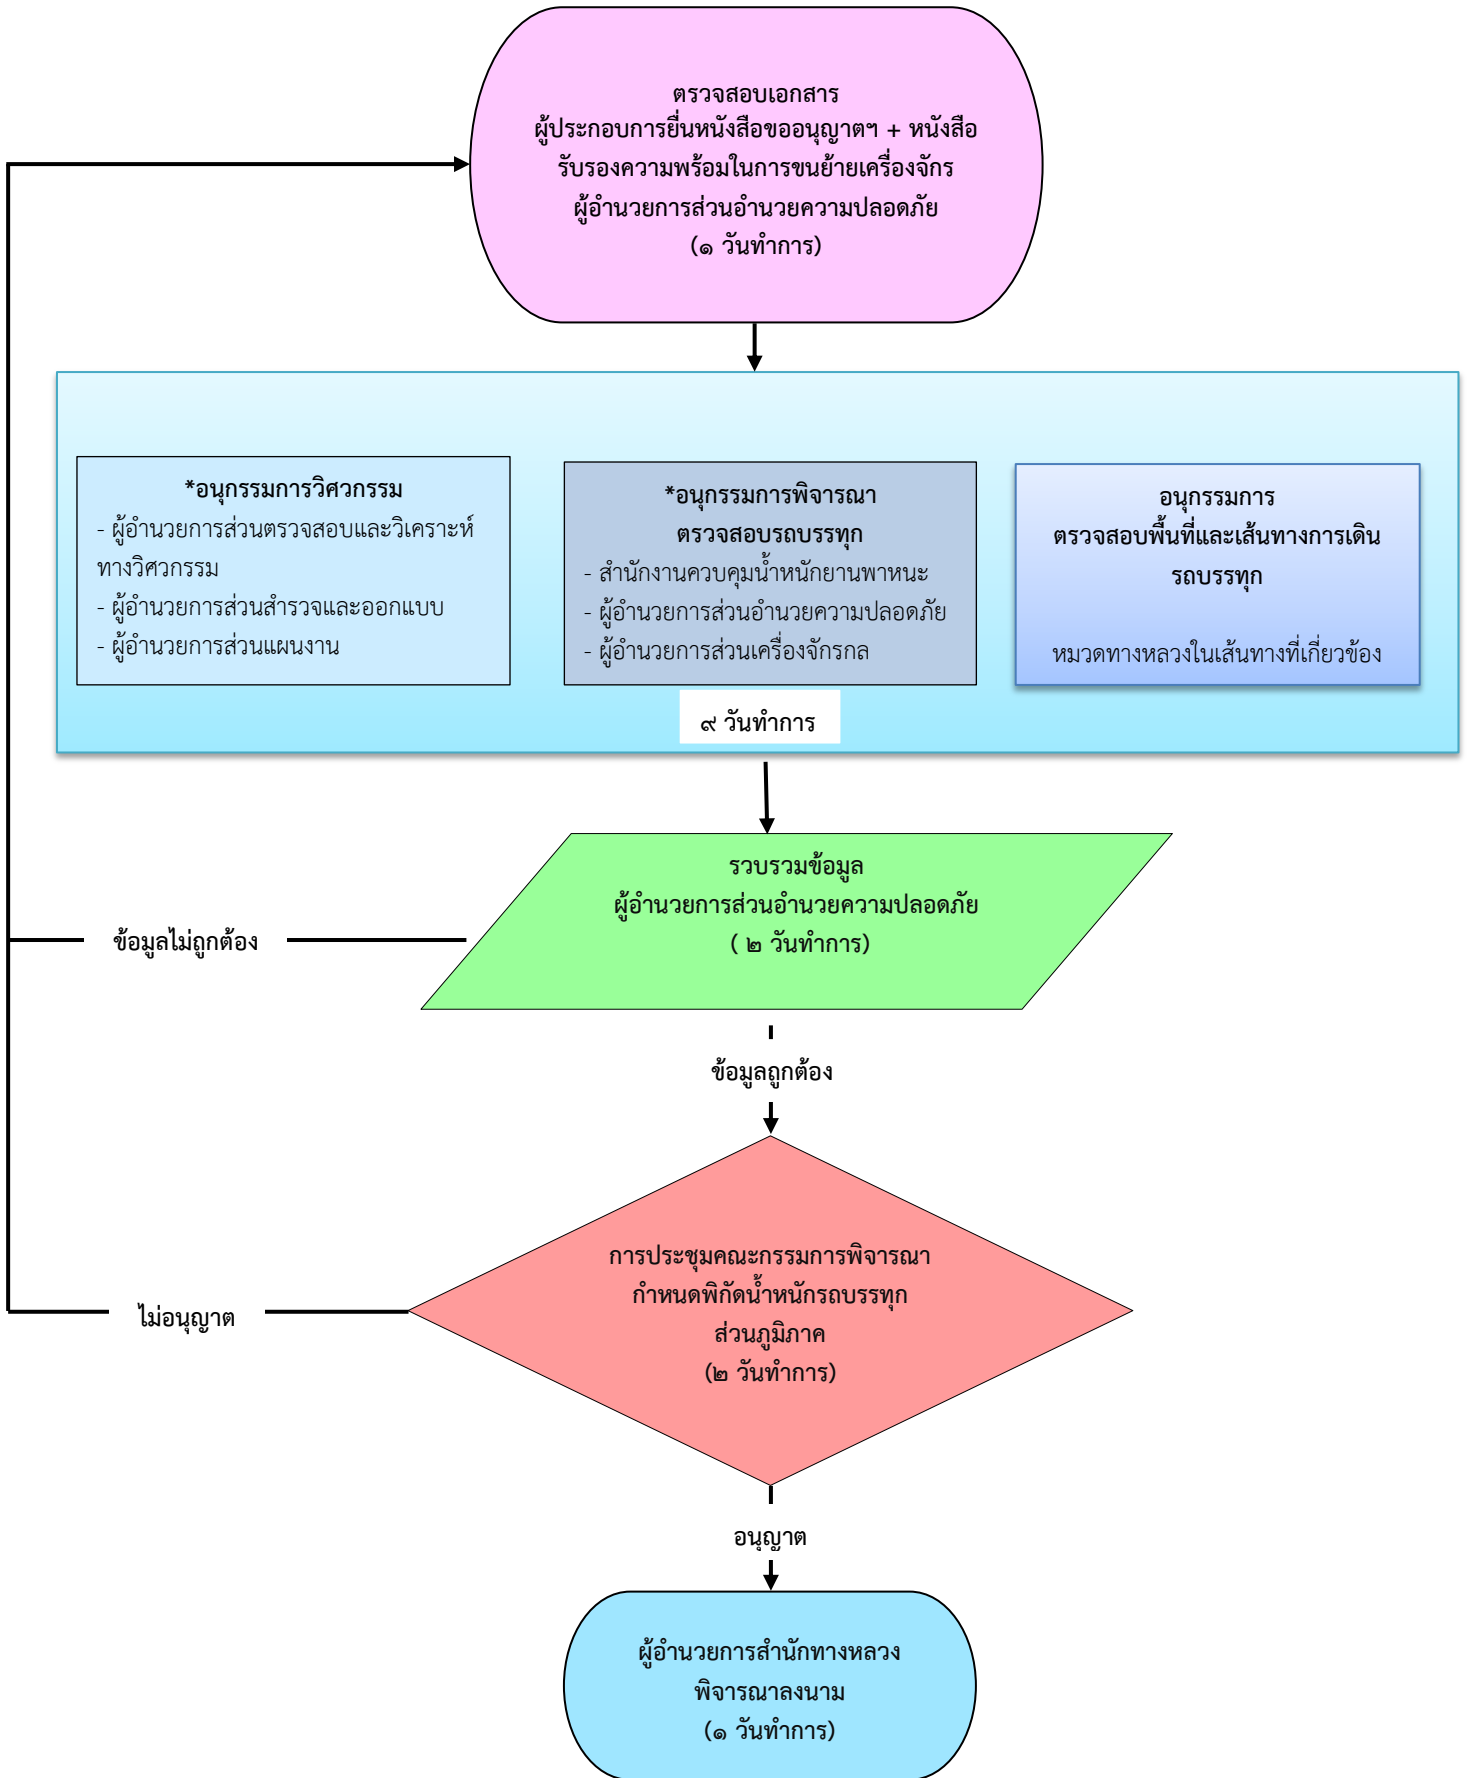 ตรวจสอบเอกสาร
ผู้ประกอบการยื่นหนังสือขออนุญาตฯ + หนังสือ
รับรองความพร้อมในการขนย้ายเครื่องจักร
ผู้อำนวยการส่วนอำนวยความปลอดภัย
(๑ วันทำการ)
*อนุกรรมการวิศวกรรม
- ผู้อำนวยการส่วนตรวจสอบและวิเคราะห์
ทางวิศวกรรม
- ผู้อำนวยการส่วนสำรวจและออกแบบ
- ผู้อำนวยการส่วนแผนงาน
*อนุกรรมการพิจารณา
ตรวจสอบรถบรรทุก
- สำนักงานควบคุมน้ำหนักยานพาหนะ
- ผู้อำนวยการส่วนอำนวยความปลอดภัย
- ผู้อำนวยการส่วนเครื่องจักรกล
อนุกรรมการ
ตรวจสอบพื้นที่และเส้นทางการเดิน
รถบรรทุก
หมวดทางหลวงในเส้นทางที่เกี่ยวข้อง
๙ วันทำการ
รวบรวมข้อมูล
ผู้อำนวยการส่วนอำนวยความปลอดภัย
( ๒ วันทำการ)
ข้อมูลไม่ถูกต้อง
ข้อมูลถูกต้อง
การประชุมคณะกรรมการพิจารณา
กำหนดพิกัดน้ำหนักรถบรรทุก
ส่วนภูมิภาค
(๒ วันทำการ)
ไม่อนุญาต
อนุญาต
ผู้อำนวยการสำนักทางหลวง
พิจารณาลงนาม
(๑ วันทำการ)